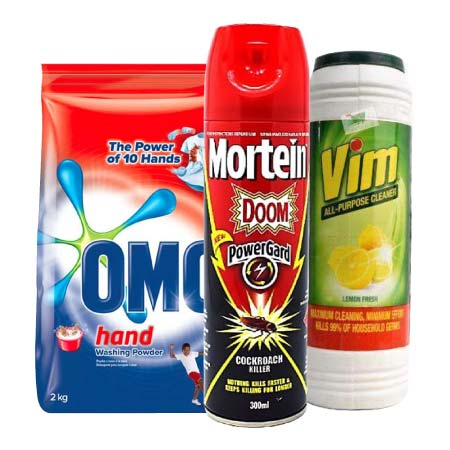 The Power
of 10 Hands
OMO
hand
Washing Powder
2 kg
Mortein
DOOM
NEW
PowerGard
COCKROACH
KILLER
NOTHING KILLS FASTER &
KEEPS KILLING FOR LONGER
300ml
Vim
ALL-PURPOSE CLEANER
LEMON FRESH
MAXIMUM CLEANING, MINIMUM EFFORT
KILLS 99% OF HOUSEHOLD GERMS